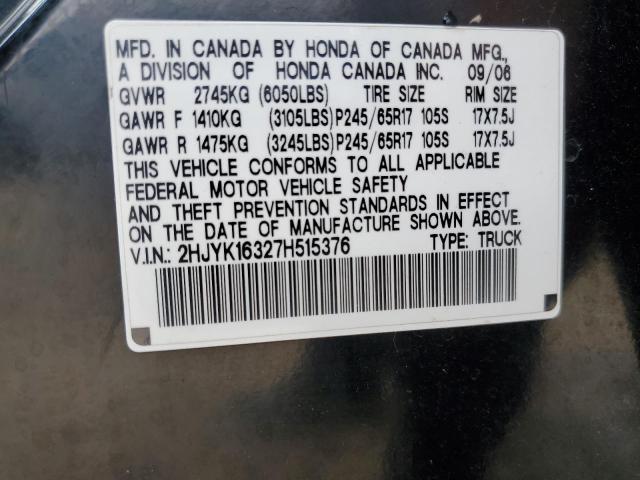 MFD. IN CANADA BY HONDA OF CANADA MFG.,
A DIVISION OF HONDA CANADA INC. 09/06
GVWR 2745KG (6050LBS) TIRE SIZE RIM SIZE
GAWR F 1410KG (3105LBS) P245/65R17 105S 17X7.5J
GAWR R 1475KG (3245LBS) P245/65R17 105S 17X7.5J
THIS VEHICLE CONFORMS TO ALL APPLICABLE
FEDERAL MOTOR VEHICLE SAFETY
AND THEFT PREVENTION STANDARDS IN EFFECT
ON THE DATE OF MANUFACTURE SHOWN ABOVE.
V.I.N.: 2HJYK16327H515376 TYPE: TRUCK